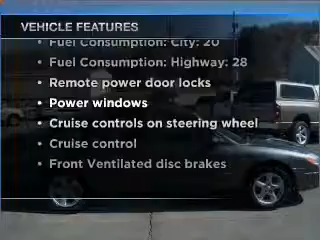 VEHICLE FEATURES
• Fuel Consumption: City: 20
• Fuel Consumption: Highway: 28
• Remote power door locks
• Power windows
• Cruise controls on steering wheel
• Cruise control
• Front Ventilated disc brakes